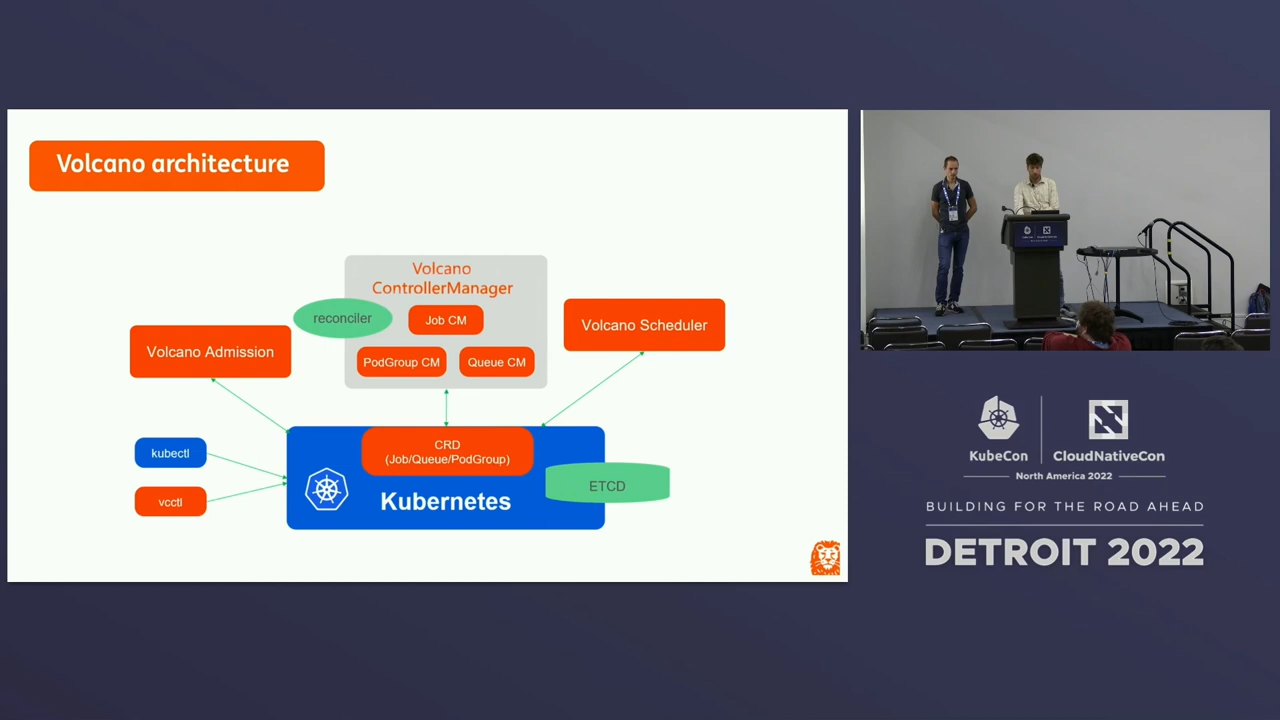 Volcano architecture
Volcano
ControllerManager
reconciler
Job CM
PodGroup CM
Queue CM
Volcano Scheduler
Volcano Admission
kubectl
vcctl
CRD
(Job/Queue/PodGroup)
Kubernetes
ETCD
KubeCon
CloudNativeCon
North America 2022
BUILDING FOR THE ROAD AHEAD
DETROIT 2022